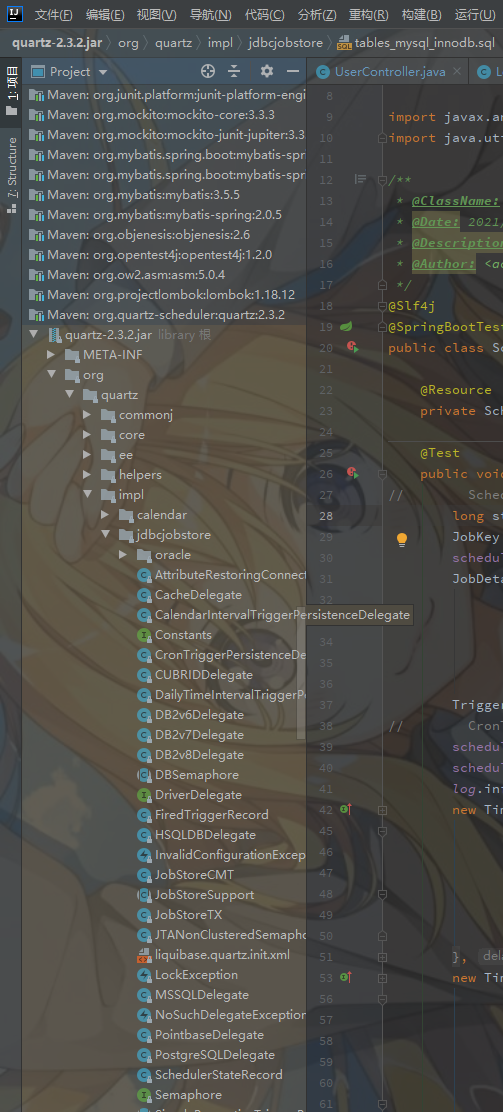 文件(F) 编辑(E) 视图(V) 导航(N) 代码(C) 分析(Z) 重构(R) 构建(B) 运行(U)
quartz-2.3.2.jar org quartz impl jdbcjobstore tables_mysql_innodb.sql
Project
UserController.java
1: 项目
7: Structure
Maven: org.junit.platform:junit-platform-engi
Maven: org.mockito:mockito-core:3.3.3
Maven: org.mockito:mockito-junit-jupiter:3.3
Maven: org.mybatis.spring.boot:mybatis-spr
Maven: org.mybatis.spring.boot:mybatis-spr
Maven: org.mybatis:mybatis:3.5.5
Maven: org.mybatis:mybatis-spring:2.0.5
Maven: org.objenesis:objenesis:2.6
Maven: org.opentest4j:opentest4j:1.2.0
Maven: org.ow2.asm:asm:5.0.4
Maven: org.projectlombok:lombok:1.18.12
Maven: org.quartz-scheduler:quartz:2.3.2
quartz-2.3.2.jar library 根
META-INF
org
quartz
commonj
core
ee
helpers
impl
calendar
jdbcjobstore
oracle
AttributeRestoringConnect
CacheDelegate
CalendarIntervalTriggerPersistenceDelegate
Constants
CronTriggerPersistenceDe
CUBRIDDelegate
DailyTimeIntervalTriggerP
DB2v6Delegate
DB2v7Delegate
DB2v8Delegate
DBSemaphore
DriverDelegate
FiredTriggerRecord
HSQLDBDelegate
InvalidConfigurationExcep
JobStoreCMT
JobStoreSupport
JobStoreTX
JTANonClusteredSemapho
liquibase.quartz.init.xml
LockException
MSSQLDelegate
NoSuchDelegateException
PointbaseDelegate
PostgreSQLDelegate
SchedulerStateRecord
Semaphore
8
9 import javax.an
10 import java.ut
11
12 /**
13 * @ClassName:
14 * @Date: 2021
15 * @Description
16 * @Author: <a
17 */
18 @Slf4j
19 @SpringBootTest
20 public class Sc
21
22 @Resource
23 private Sch
24
25 @Test
26 public void
27 // Sched
28 long st
29 JobKey
30 schedul
31 JobDeta
34
35
36
37 Trigger
38 // CronT
39 schedul
40 schedul
41 log.inf
42 new Tim
45
46
47
48
49
50
51 }, dela
53 new Tim
56
57
58
59
60
61